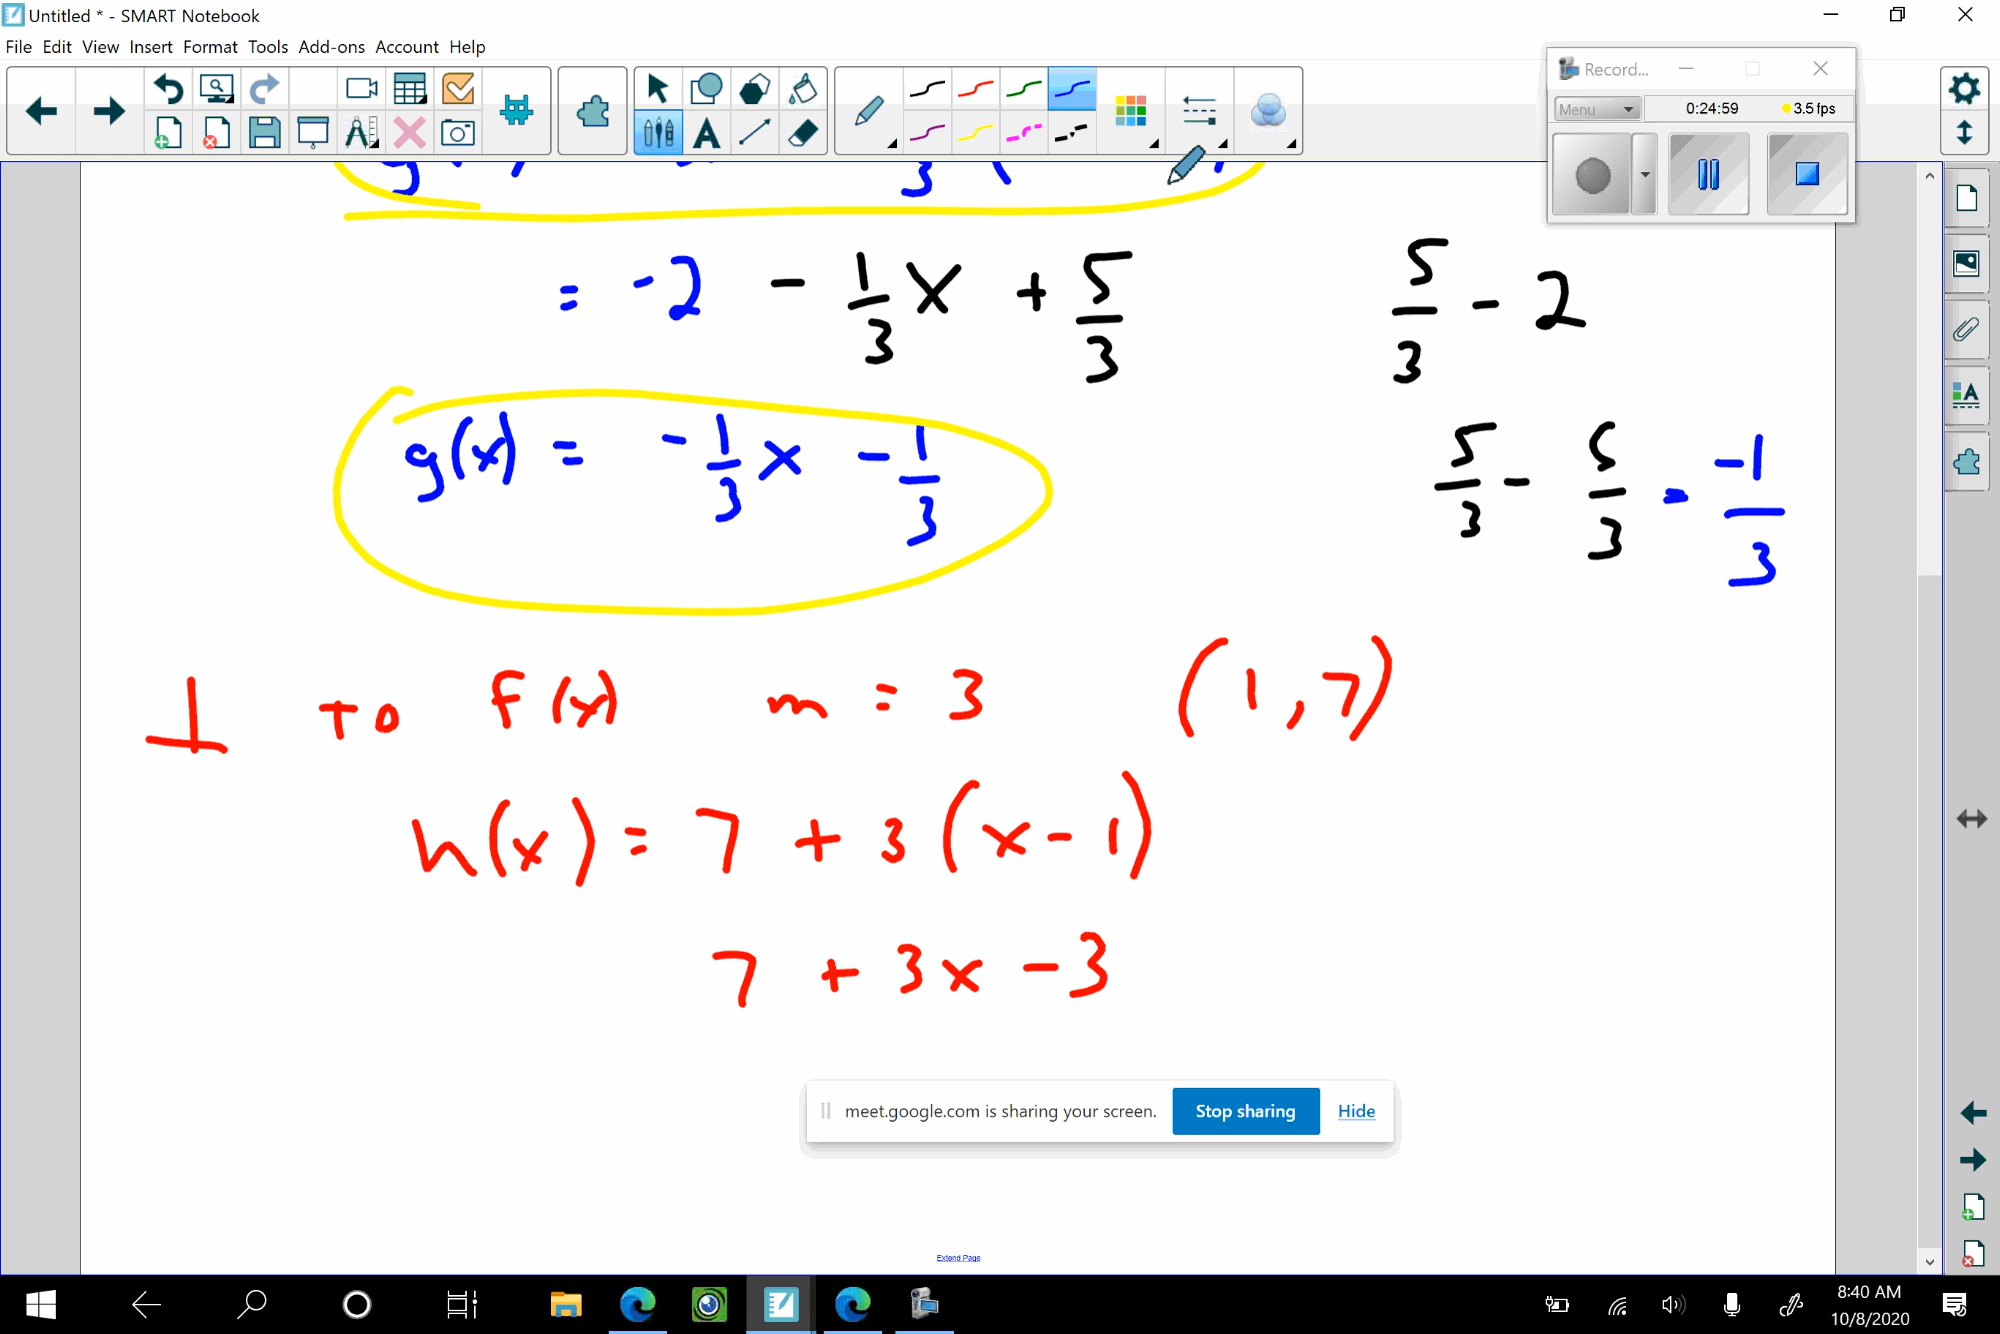 Untitled * - SMART Notebook
File Edit View Insert Format Tools Add-ons Account Help
Record...
Menu 0:24:59 3.5 fps
= -2 - 1/3 x + 5/3
5/3 - 2
g(x) = -1/3 x - 1/3
5/3 - 5/3 = -1/3
⊥ to f(x) m = 3 (1,7)
h(x) = 7 + 3(x-1)
7 + 3x - 3
meet.google.com is sharing your screen. Stop sharing Hide
Extend Page
8:40 AM
10/8/2020